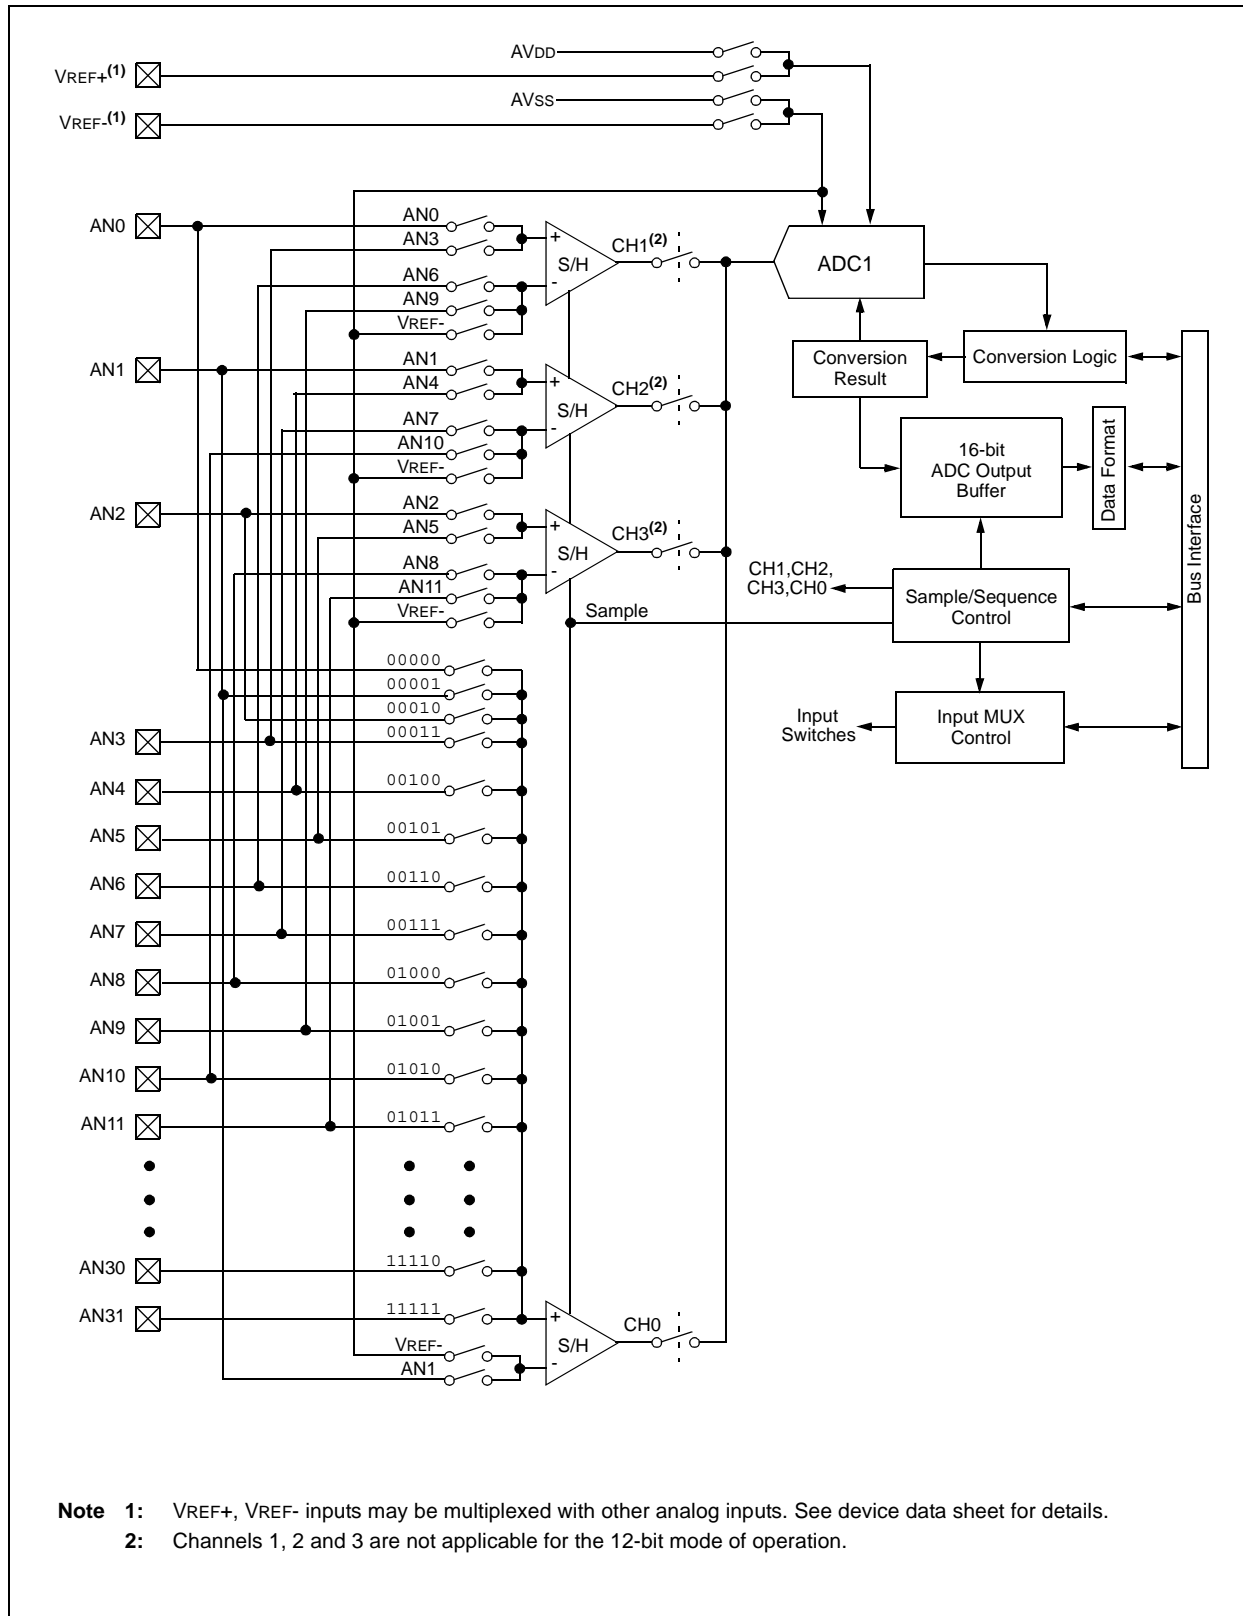 AVDD
VREF+(1)
AVSS
VREF-(1)
AN0
AN0
AN3
AN6
AN9
VREF-
+
S/H
-
CH1(2)
ADC1
Conversion
Result
Conversion Logic
AN1
AN1
AN4
AN7
AN10
VREF-
+
S/H
-
CH2(2)
16-bit
ADC Output
Buffer
Data Format
Bus Interface
AN2
AN2
AN5
AN8
AN11
VREF-
+
S/H
-
CH3(2)
CH1,CH2,
CH3,CH0
Sample/Sequence
Control
Sample
Input
Switches
Input MUX
Control
00000
00001
00010
AN3 00011
AN4 00100
AN5 00101
AN6 00110
AN7 00111
AN8 01000
AN9 01001
AN10 01010
AN11 01011
AN30 11110
AN31 11111
VREF-
AN1
+
S/H
-
CH0
Note 1: VREF+, VREF- inputs may be multiplexed with other analog inputs. See device data sheet for details.
2: Channels 1, 2 and 3 are not applicable for the 12-bit mode of operation.